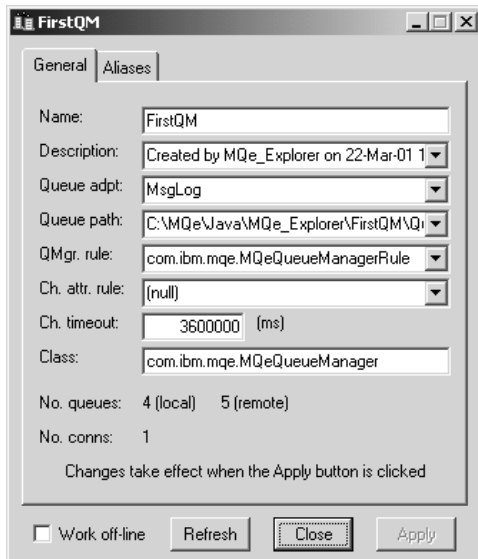 FirstQM
General Aliases
Name: FirstQM
Description: Created by MQe_Explorer on 22-Mar-01 1
Queue adpt: MsgLog
Queue path: C:\MQe\Java\MQe_Explorer\FirstQM\Qu
QMgr. rule: com.ibm.mqe.MQeQueueManagerRule
Ch. attr. rule: (null)
Ch. timeout: 3600000 (ms)
Class: com.ibm.mqe.MQeQueueManager
No. queues: 4 (local) 5 (remote)
No. conns: 1
Changes take effect when the Apply button is clicked
Work off-line Refresh Close Apply